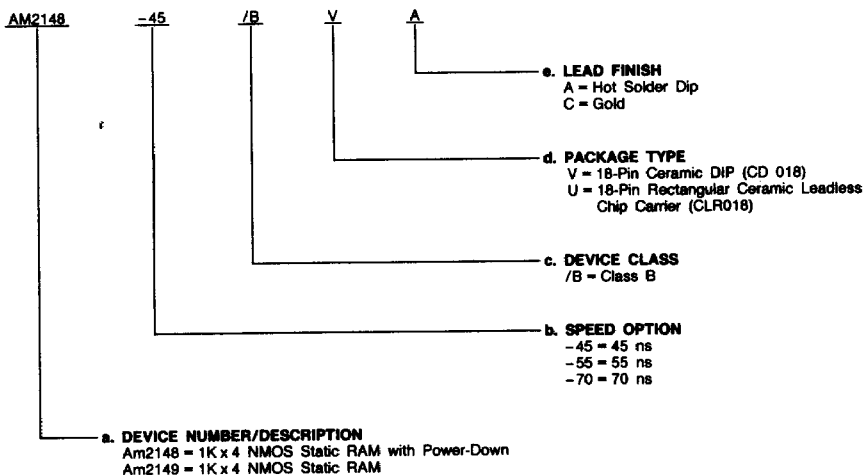 AM2148 -45 /B V A
e. LEAD FINISH
A = Hot Solder Dip
C = Gold
d. PACKAGE TYPE
V = 18-Pin Ceramic DIP (CD 018)
U = 18-Pin Rectangular Ceramic Leadless
Chip Carrier (CLR018)
c. DEVICE CLASS
/B = Class B
b. SPEED OPTION
-45 = 45 ns
-55 = 55 ns
-70 = 70 ns
a. DEVICE NUMBER/DESCRIPTION
Am2148 = 1K x 4 NMOS Static RAM with Power-Down
Am2149 = 1K x 4 NMOS Static RAM